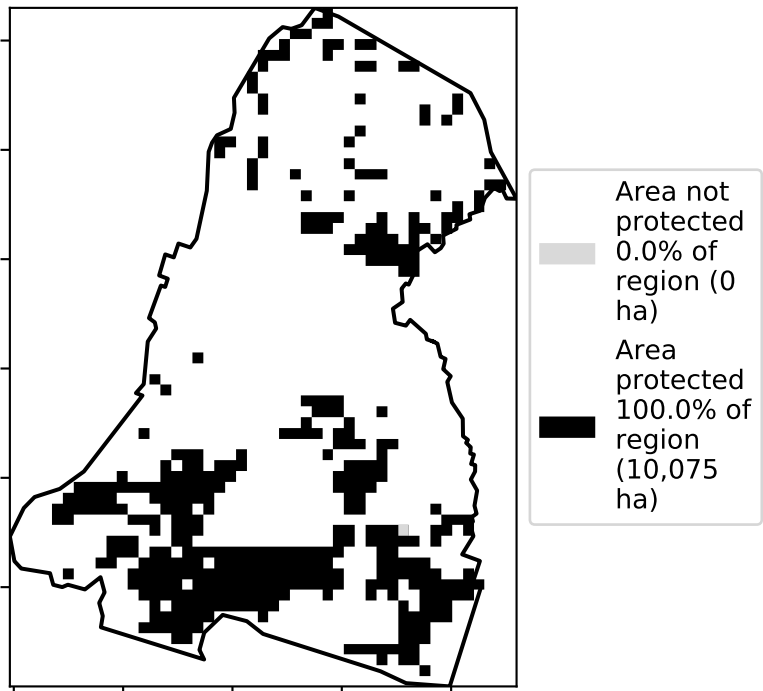 Area not
protected
0.0% of
region (0
ha)
Area
protected
100.0% of
region
(10,075
ha)